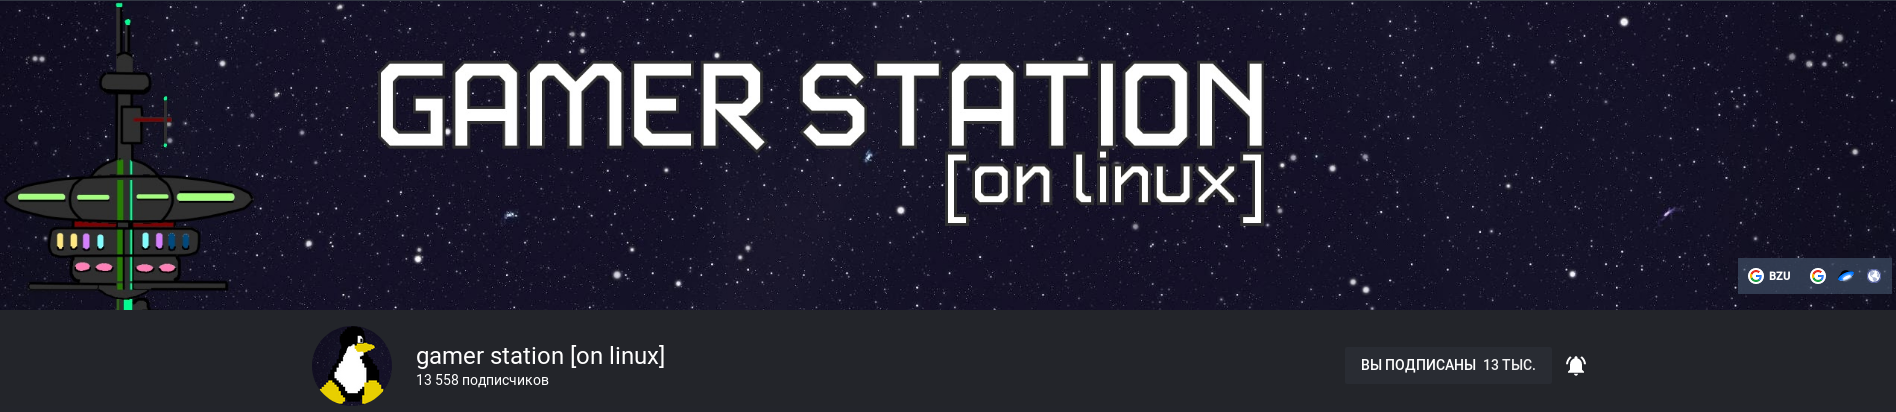 GAMER STATION
[on linux]
BZU
gamer station [on linux]
13 558 подписчиков
ВЫ ПОДПИСАНЫ 13 ТЫС.